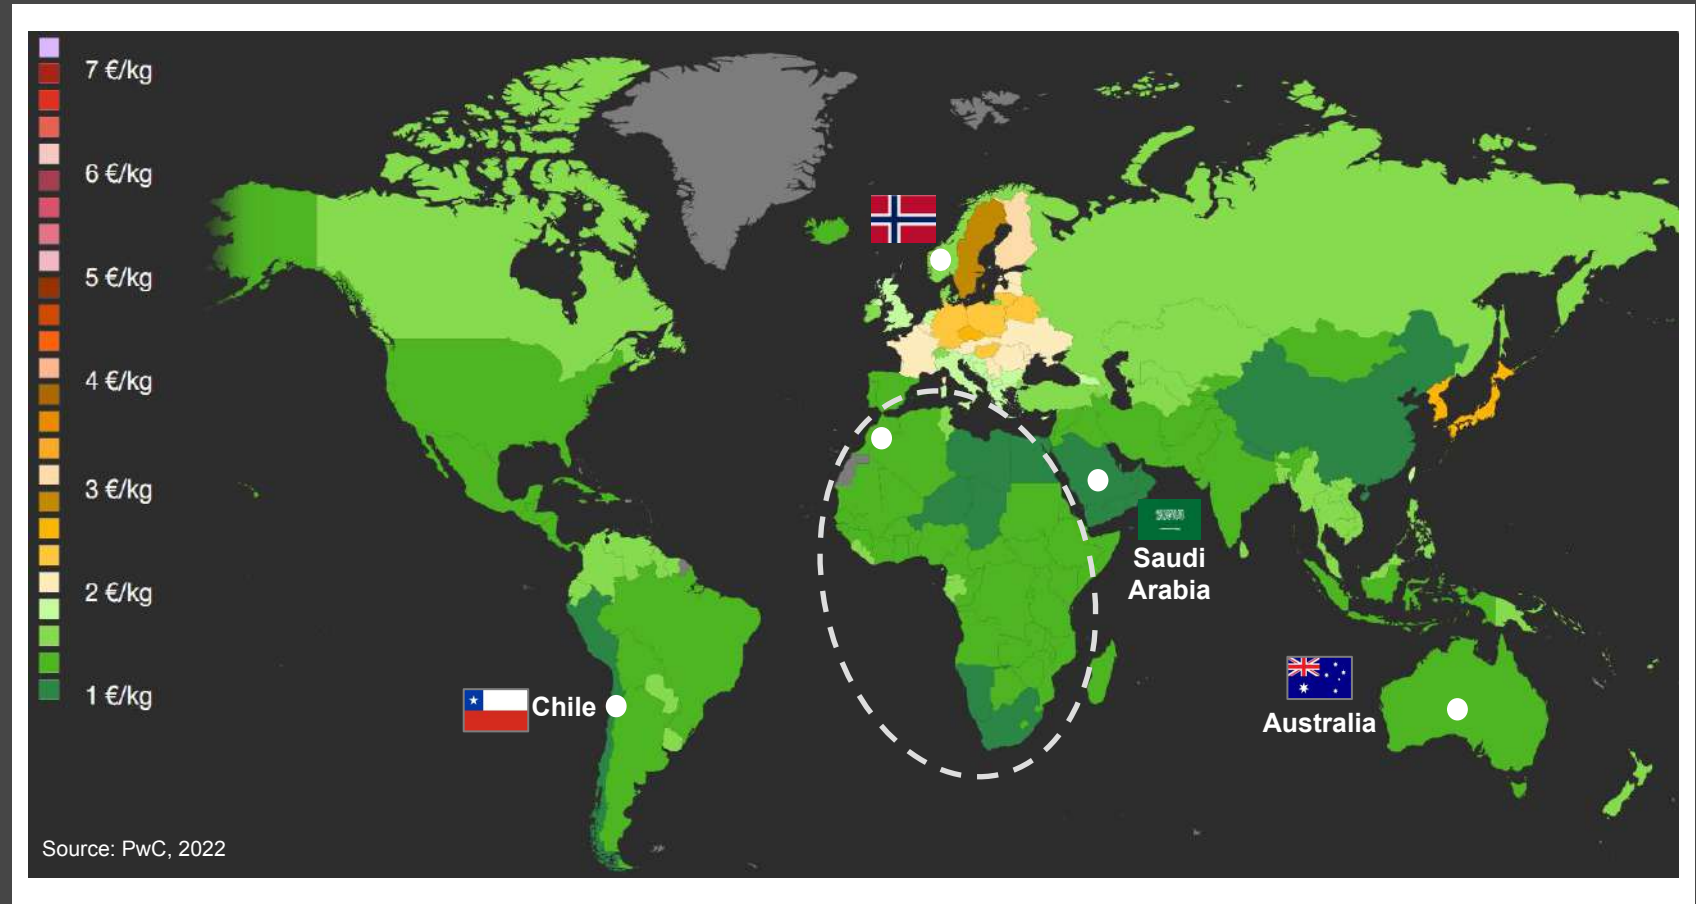 7 €/kg
6 €/kg
5 €/kg
4 €/kg
3 €/kg
2 €/kg
1 €/kg
Saudi
Arabia
Chile
Australia
Source: PwC, 2022